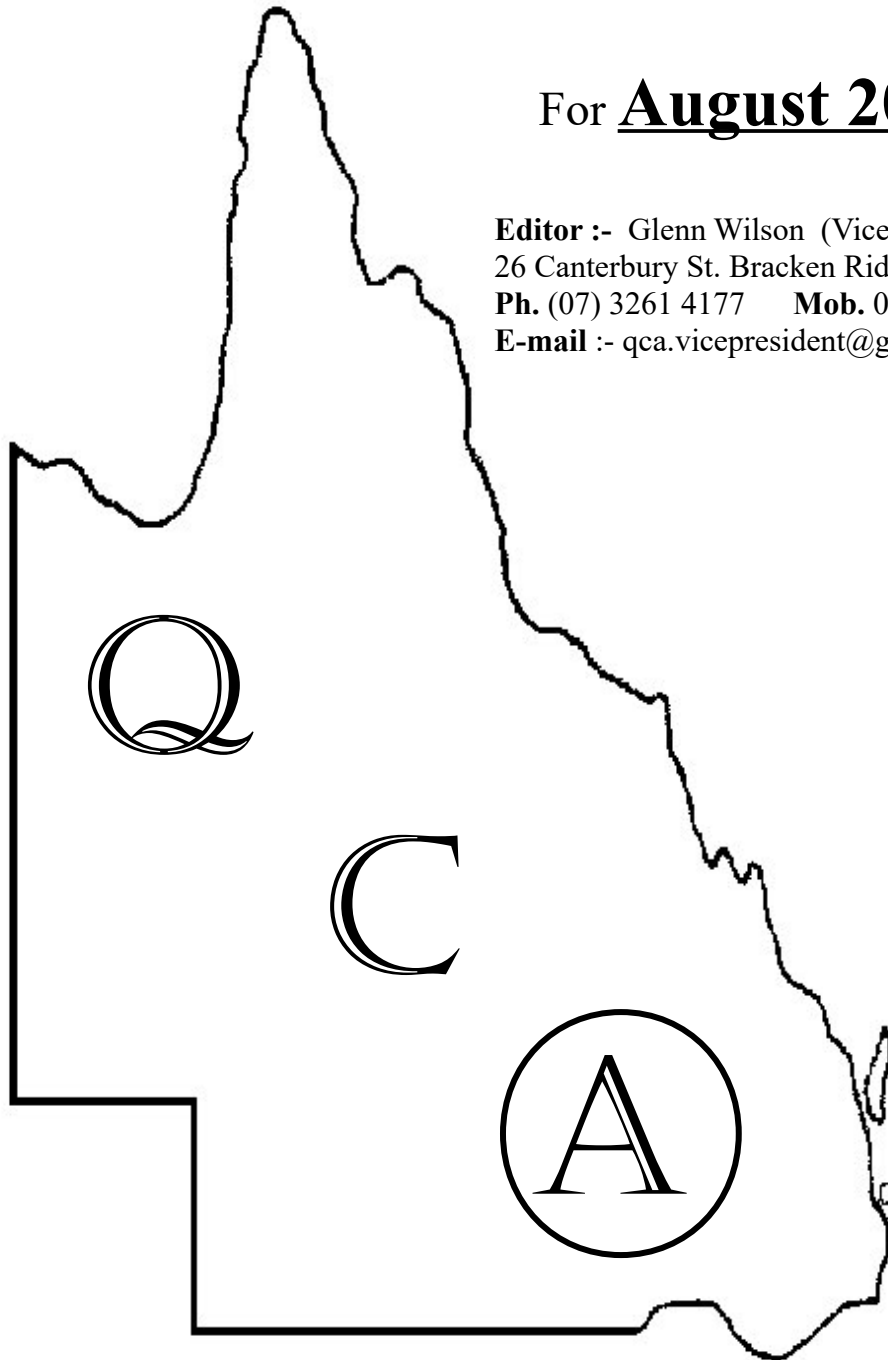 For August 20
Editor :- Glenn Wilson (Vice
26 Canterbury St. Bracken Rid
Ph. (07) 3261 4177 Mob. 0
E-mail :- qca.vicepresident@g
Q
C
A